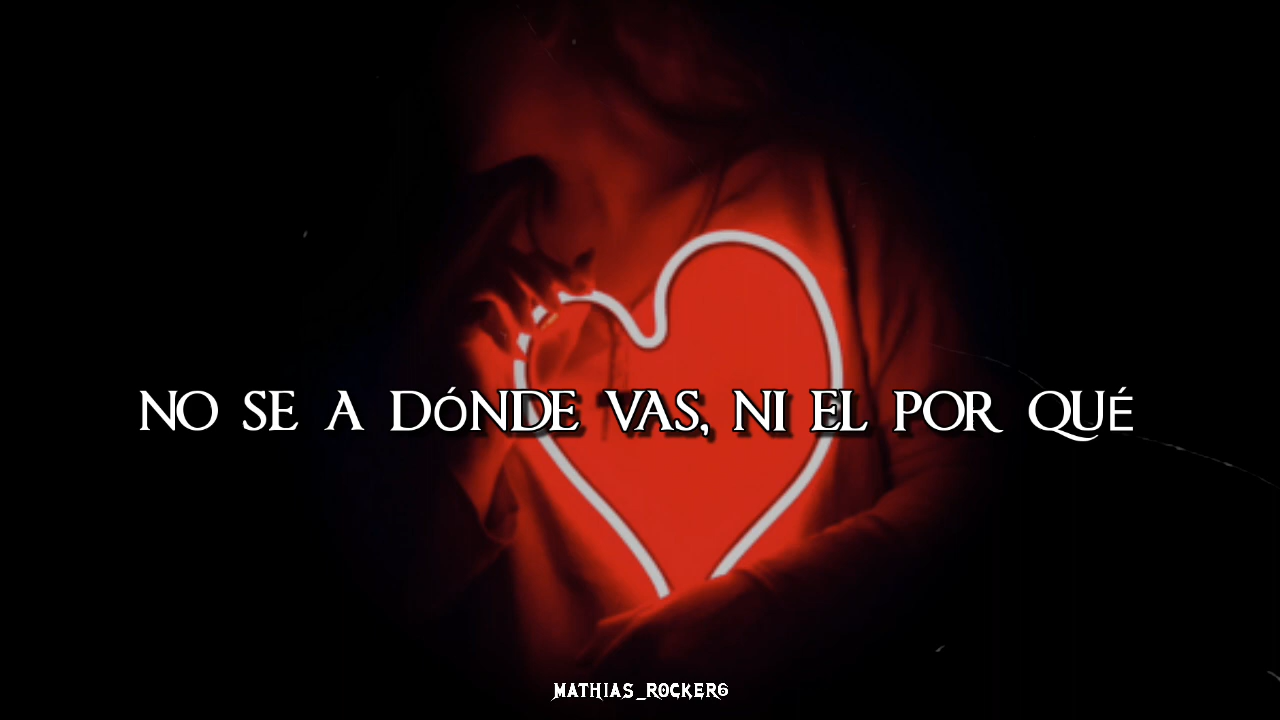 NO SE A DÓNDE VAS, NI EL POR QUÉ
MATHIAS_ROCKER6